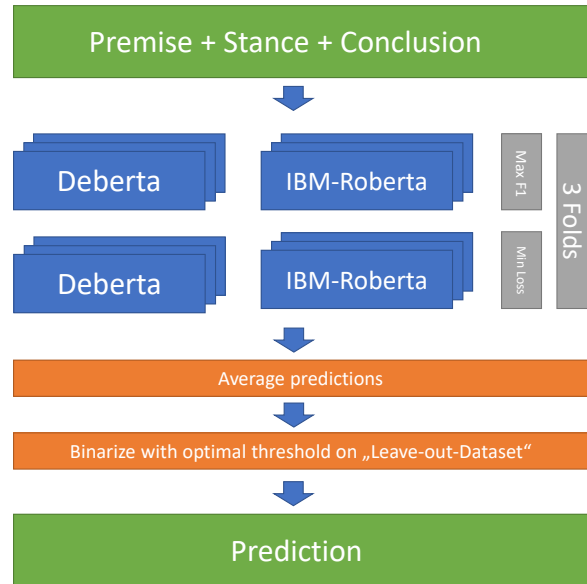 Premise + Stance + Conclusion
Deberta
IBM-Roberta
Max F1
3 Folds
Deberta
IBM-Roberta
Min Loss
Average predictions
Binarize with optimal threshold on „Leave-out-Dataset“
Prediction